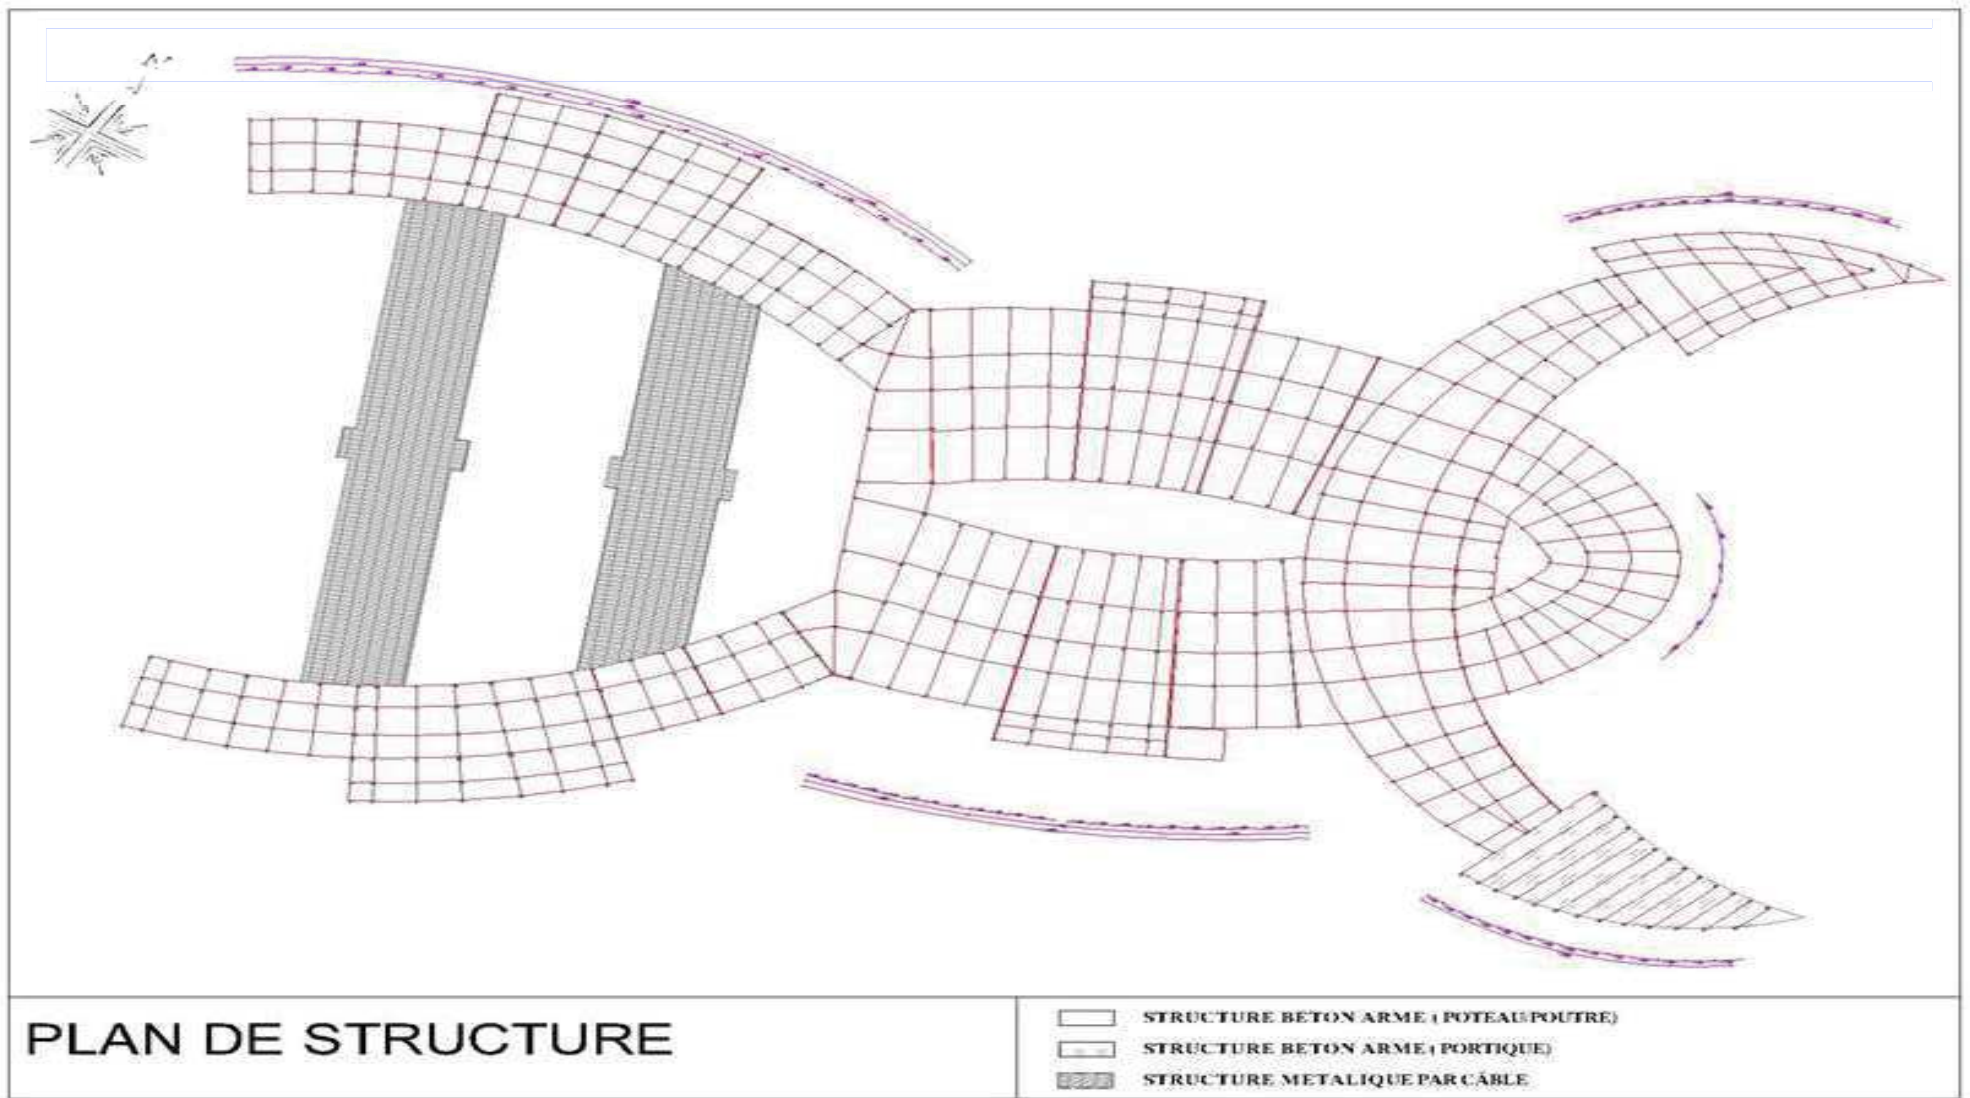 PLAN DE STRUCTURE
STRUCTURE BETON ARME ( POTEAU/POUTRE)
STRUCTURE BETON ARME ( PORTIQUE)
STRUCTURE METALIQUE PAR CÂBLE